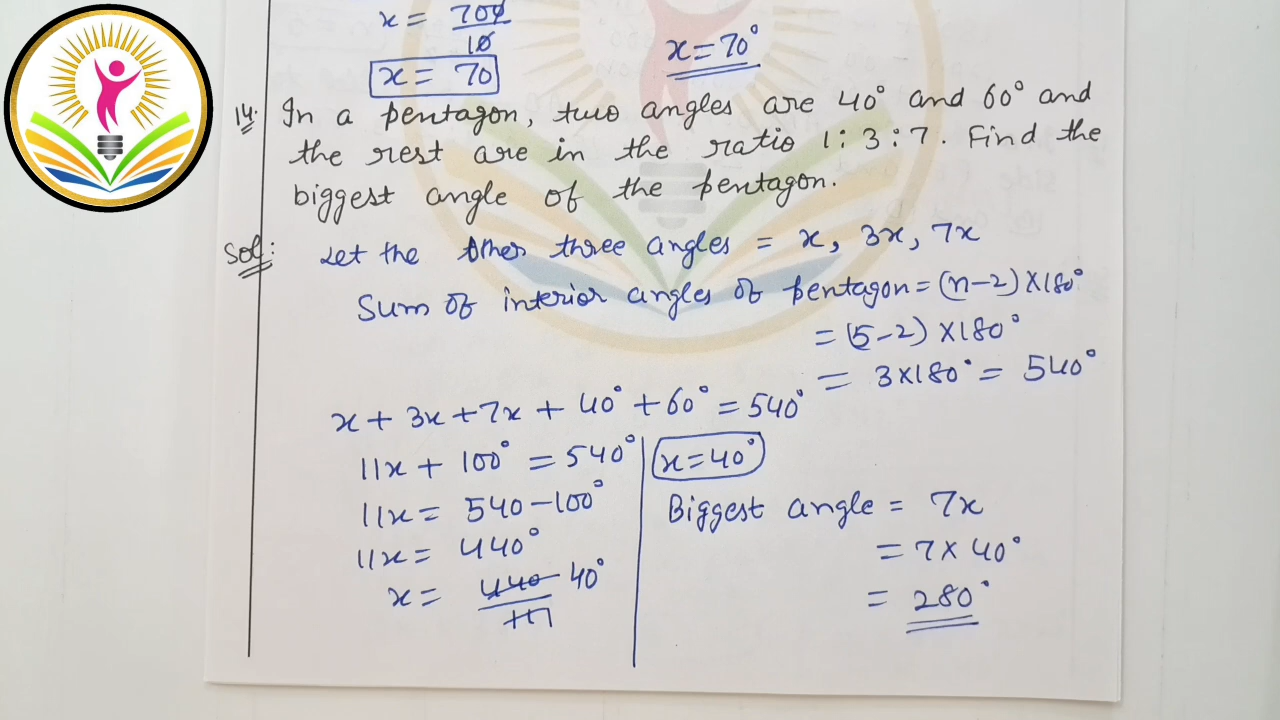 x = 700/10
x = 70
x = 70°
14. In a pentagon, two angles are 40° and 60° and
the rest are in the ratio 1 : 3 : 7. Find the
biggest angle of the pentagon.
Sol: Let the other three angles = x, 3x, 7x
Sum of interior angles of pentagon = (n-2) × 180°
= (5-2) × 180°
= 3 × 180° = 540°
x + 3x + 7x + 40° + 60° = 540°
11x + 100° = 540°
11x = 540 - 100°
11x = 440°
x = 440/11 40°
x = 40°
Biggest angle = 7x
= 7 × 40°
= 280°